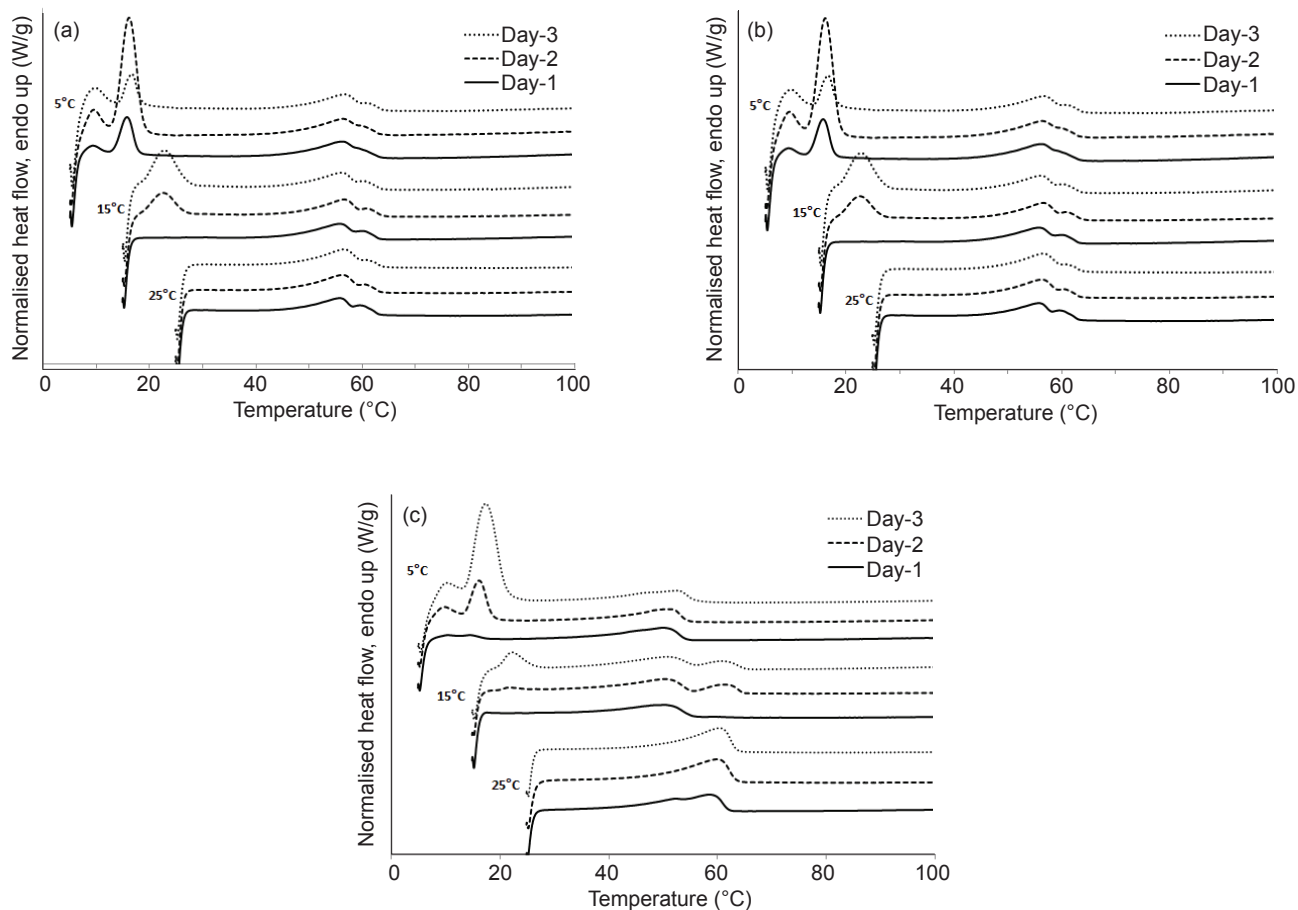 (a)
Day-3
Day-2
Day-1
5°C
15°C
25°C
Normalised heat flow, endo up (W/g)
0 20 40 60 80 100
Temperature (°C)
(b)
Day-3
Day-2
Day-1
5°C
15°C
25°C
Normalised heat flow, endo up (W/g)
0 20 40 60 80 100
Temperature (°C)
(c)
Day-3
Day-2
Day-1
5°C
15°C
25°C
Normalised heat flow, endo up (W/g)
0 20 40 60 80 100
Temperature (°C)